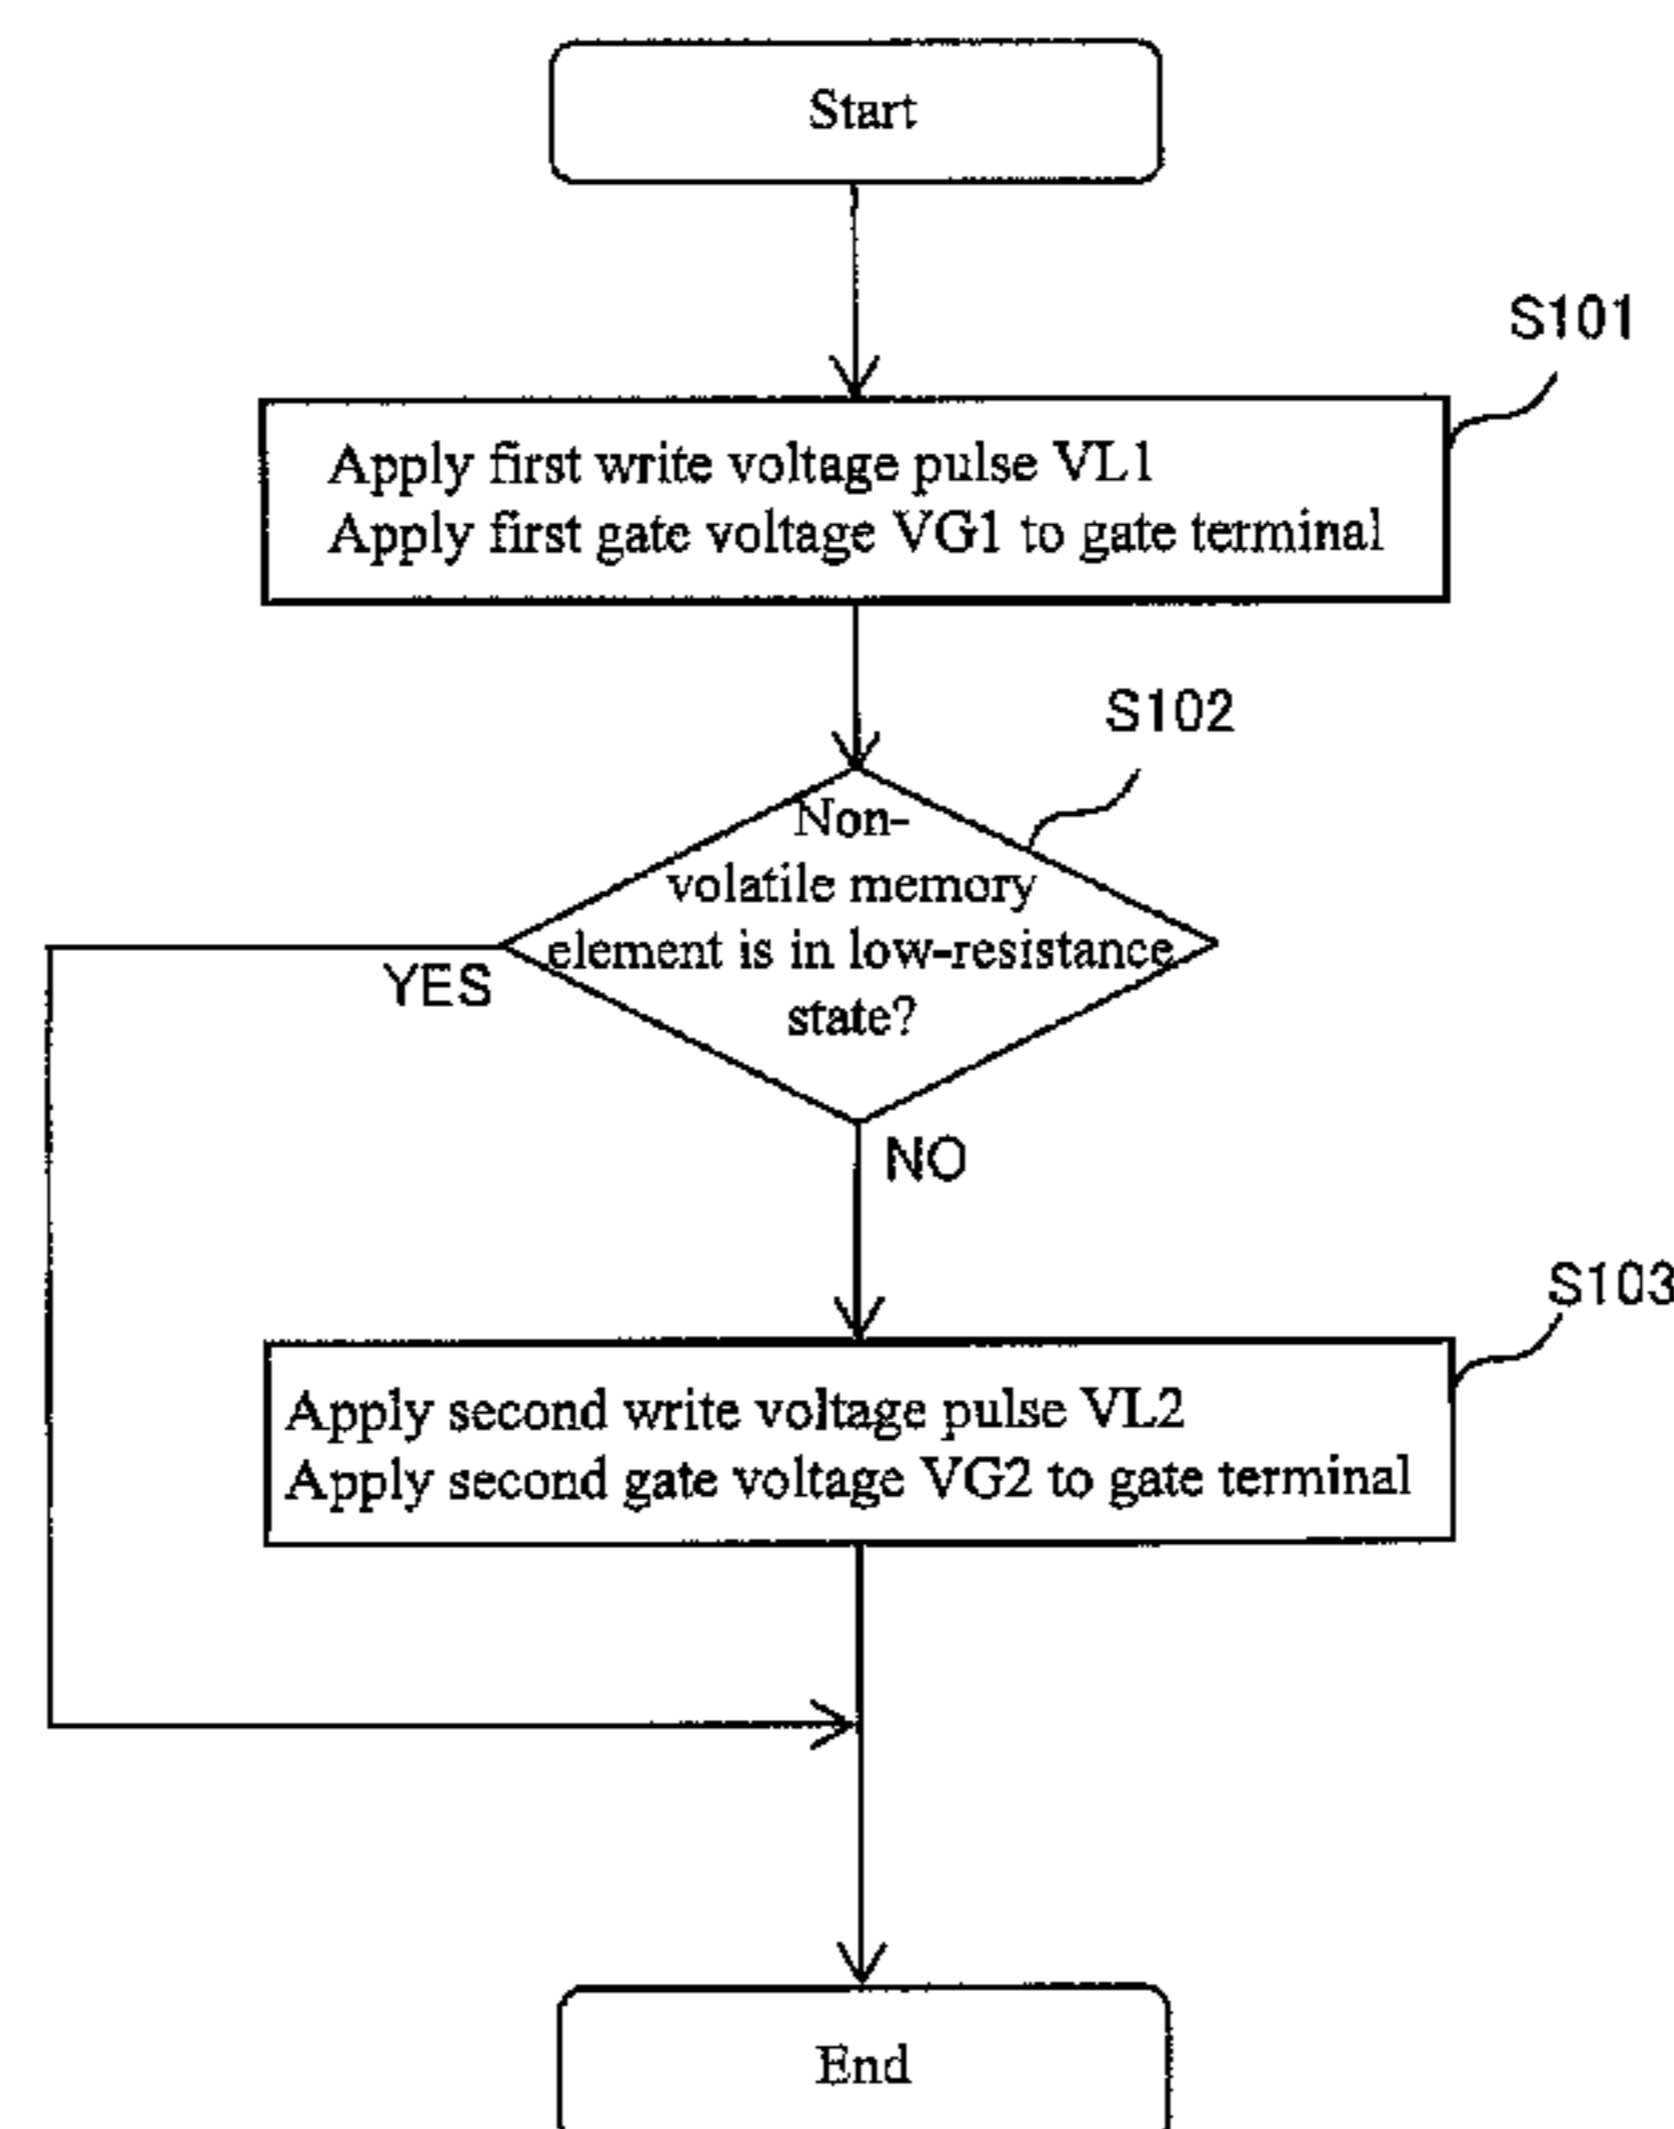 Start
S101
Apply first write voltage pulse VL1
Apply first gate voltage VG1 to gate terminal
S102
Non-
volatile memory
element is in low-resistance
state?
YES
NO
S103
Apply second write voltage pulse VL2
Apply second gate voltage VG2 to gate terminal
End